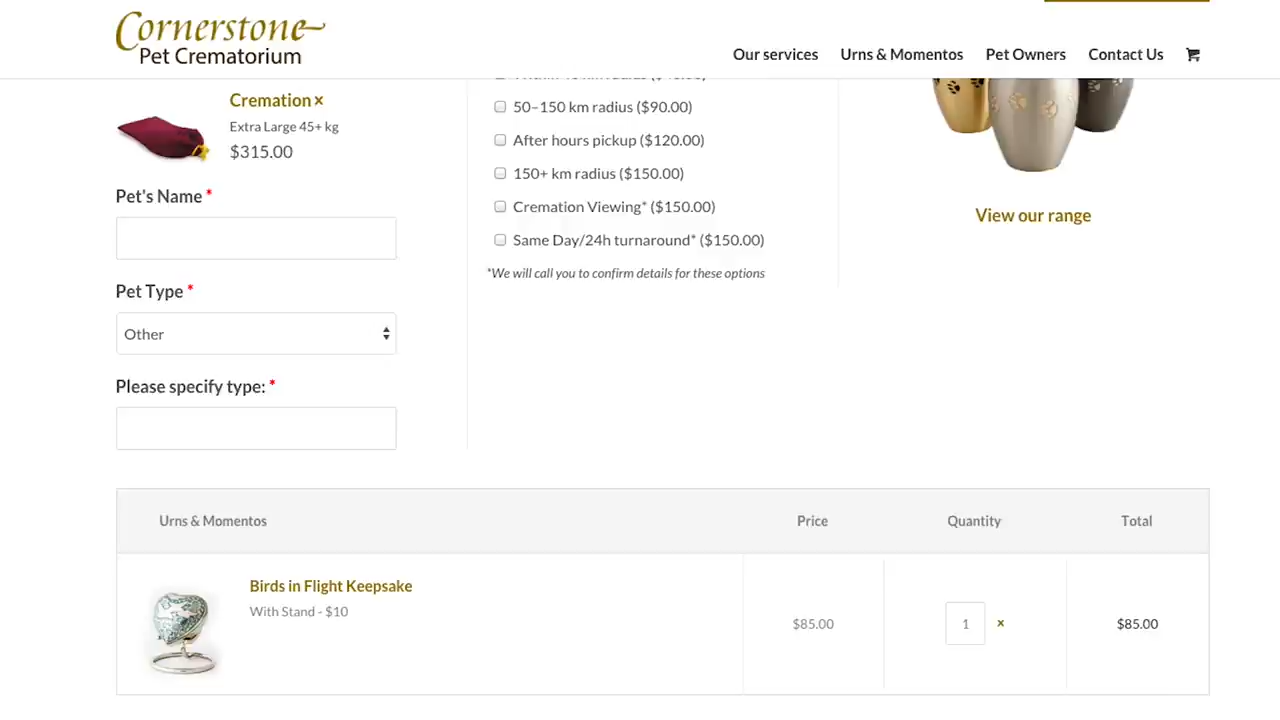 Cornerstone
Pet Crematorium
Our services
Urns & Momentos
Pet Owners
Contact Us
Cremation ×
Extra Large 45+ kg
$315.00
Pet's Name *
Pet Type *
Other
Please specify type: *
50–150 km radius ($90.00)
After hours pickup ($120.00)
150+ km radius ($150.00)
Cremation Viewing* ($150.00)
Same Day/24h turnaround* ($150.00)
*We will call you to confirm details for these options
View our range
Urns & Momentos
Price
Quantity
Total
Birds in Flight Keepsake
With Stand - $10
$85.00
1
×
$85.00